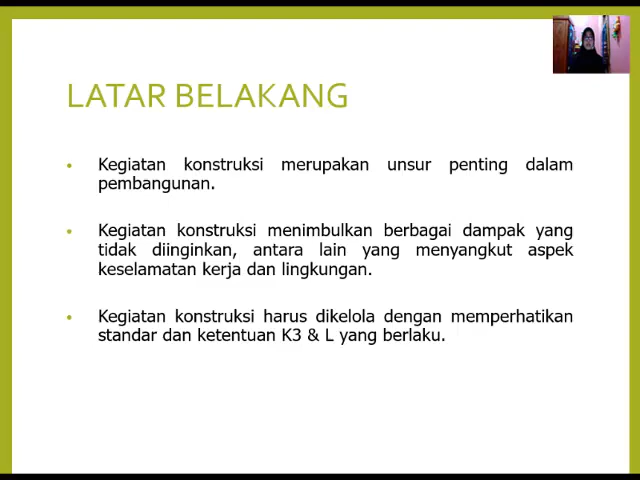 LATAR BELAKANG
• Kegiatan konstruksi merupakan unsur penting dalam
pembangunan.
• Kegiatan konstruksi menimbulkan berbagai dampak yang
tidak diinginkan, antara lain yang menyangkut aspek
keselamatan kerja dan lingkungan.
• Kegiatan konstruksi harus dikelola dengan memperhatikan
standar dan ketentuan K3 & L yang berlaku.